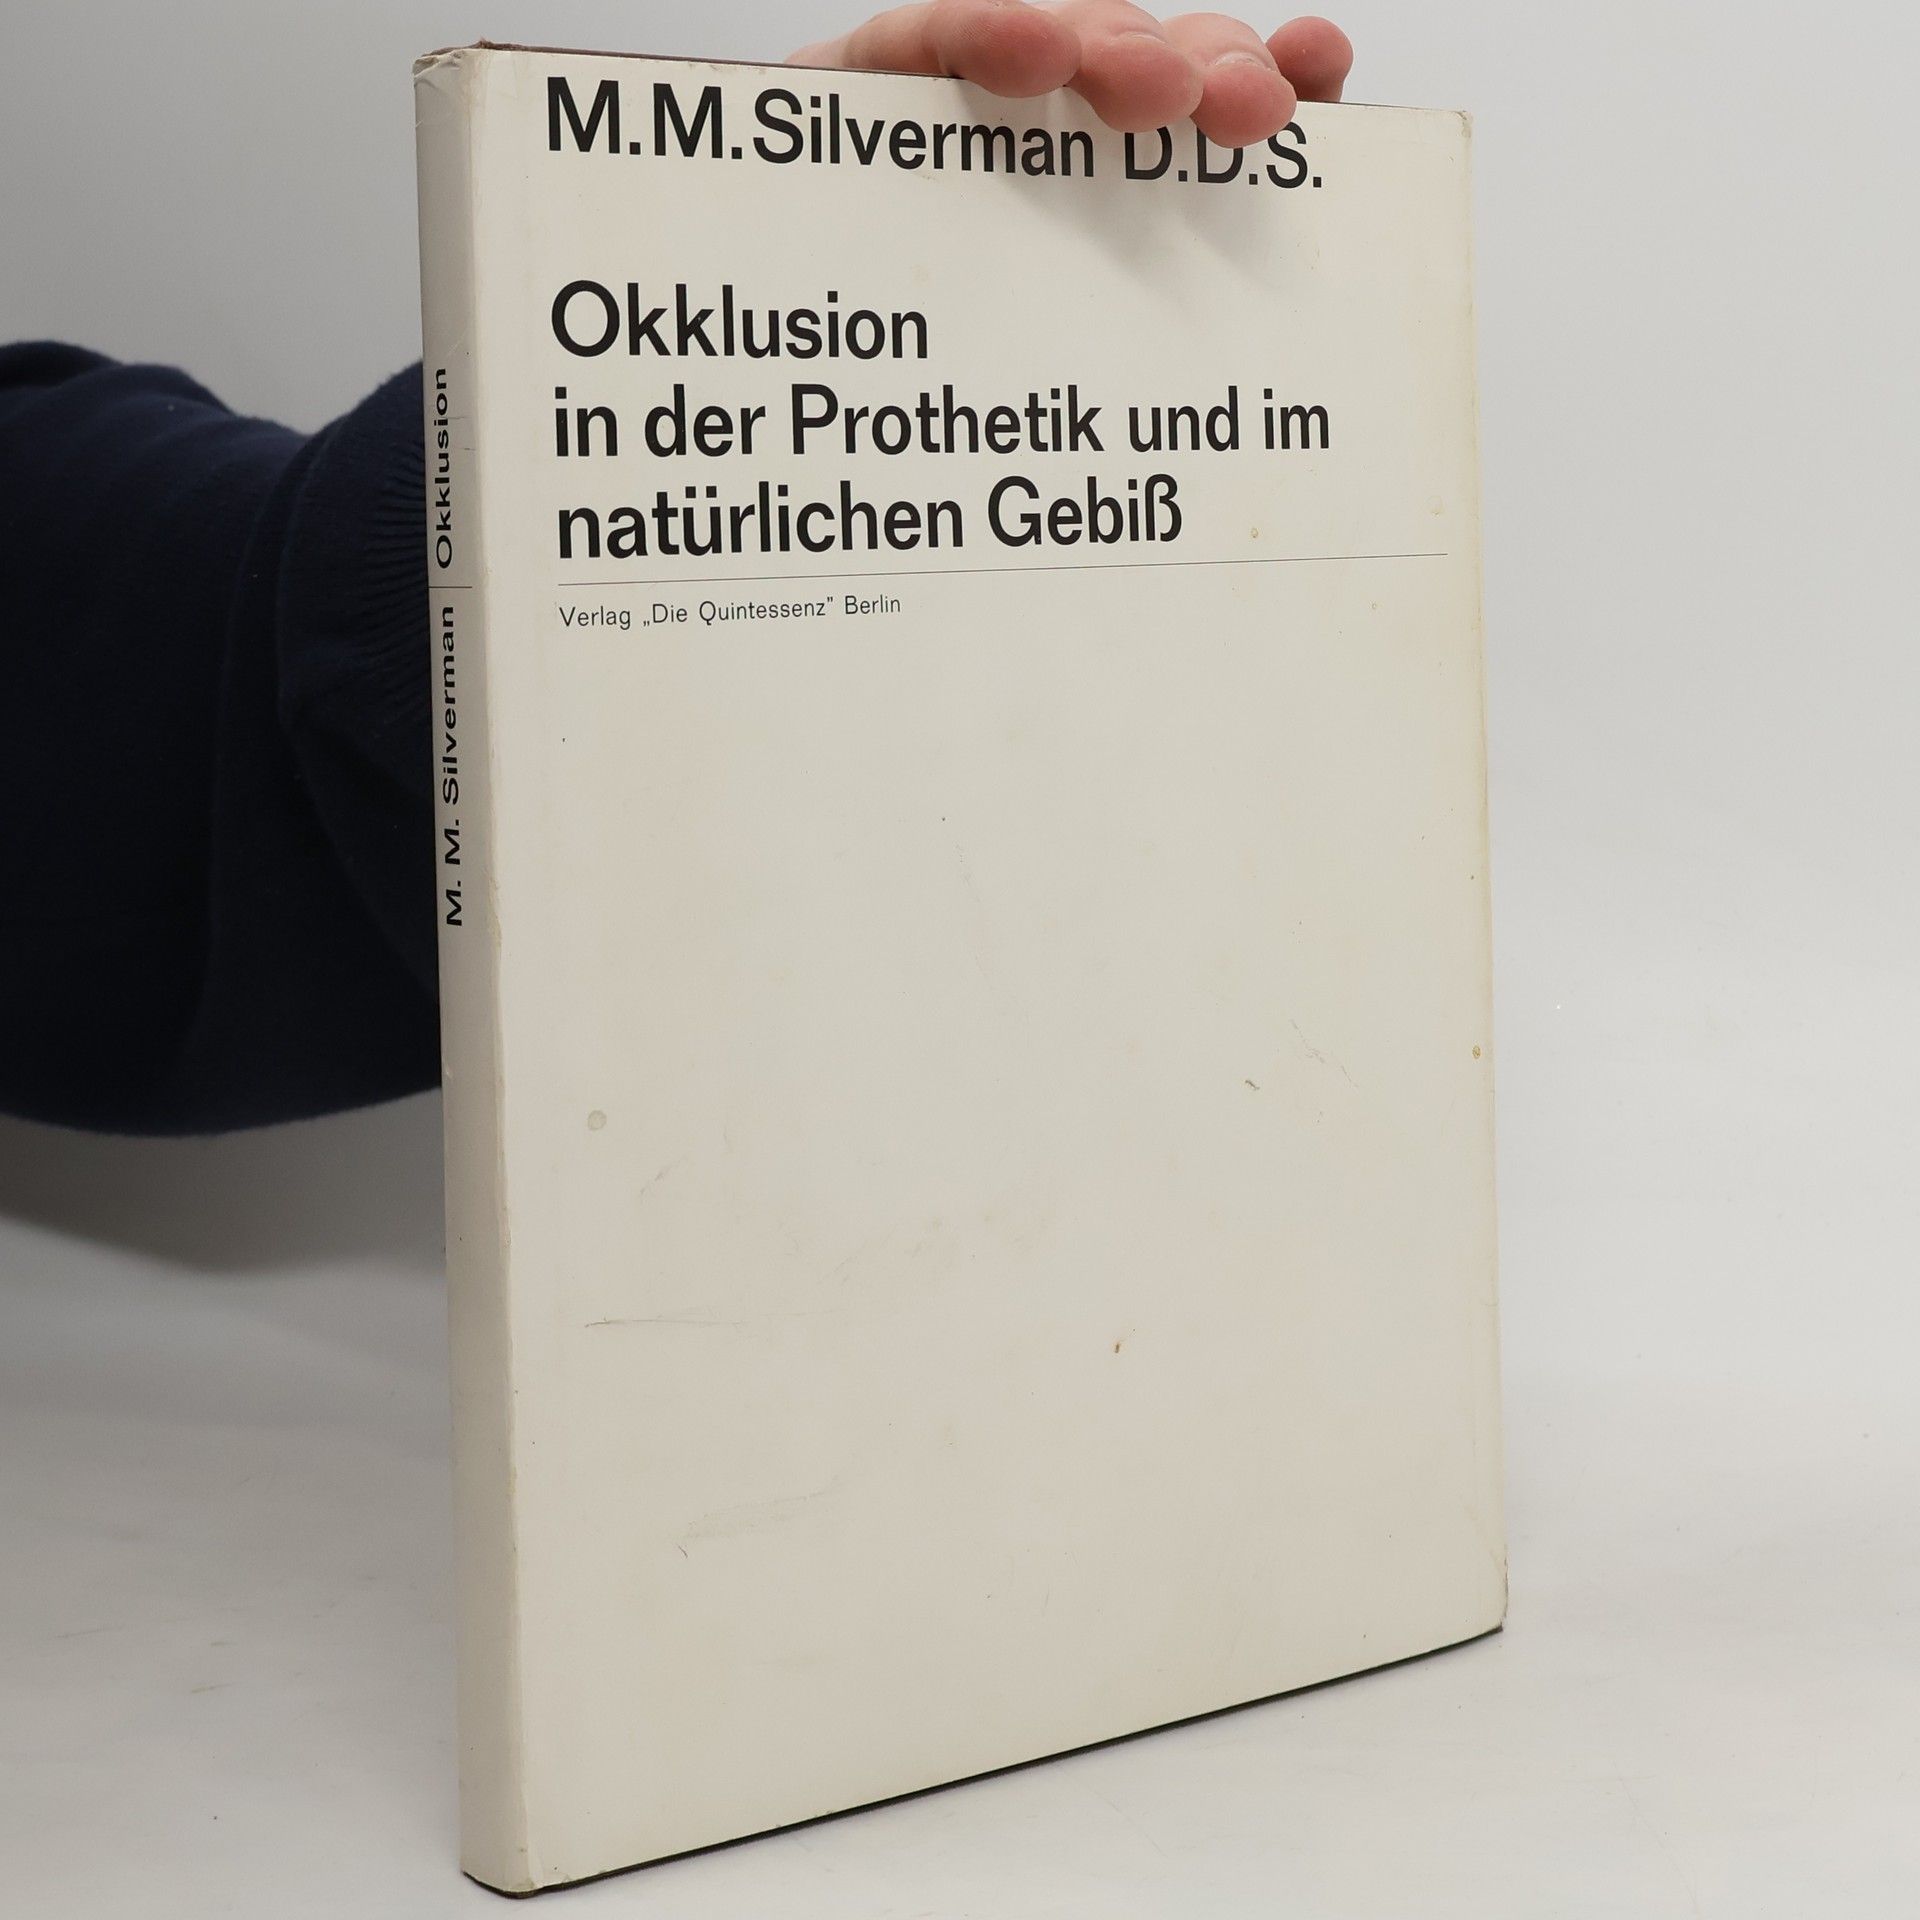 M.M.Silverman D.D.S.
Okklusion
in der Prothetik und im
natürlichen Gebiß
Verlag „Die Quintessenz” Berlin
M. M. Silverman Okklusion